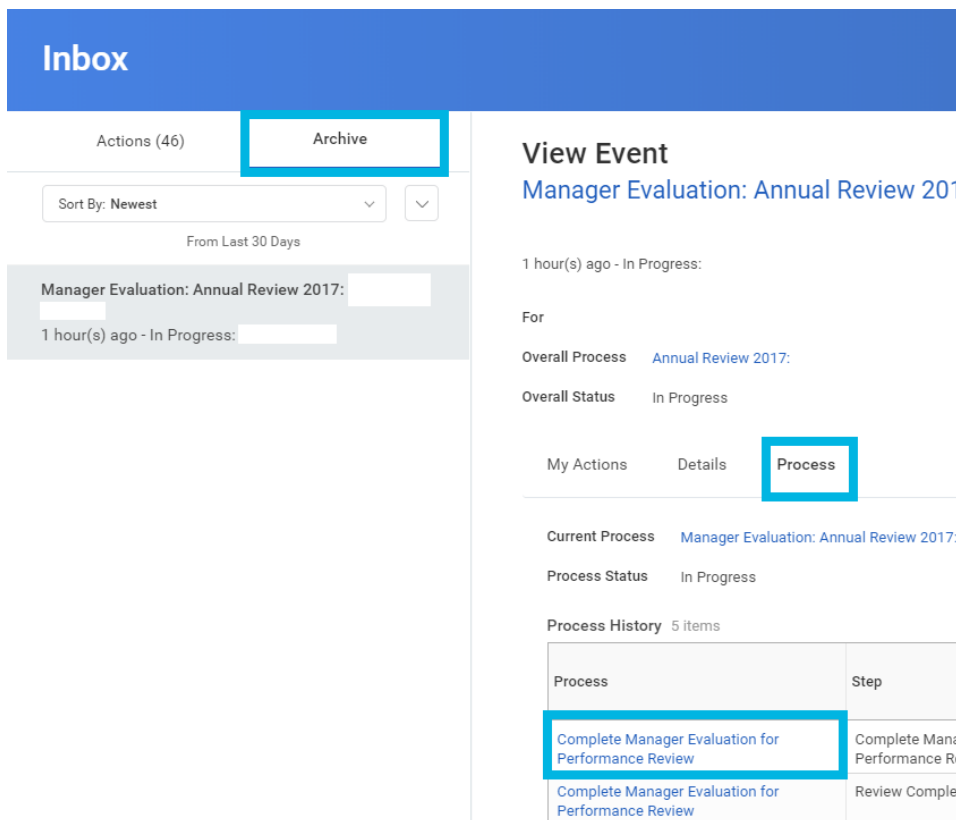 Inbox
Actions (46)
Archive
Sort By: Newest
From Last 30 Days
Manager Evaluation: Annual Review 2017:
1 hour(s) ago - In Progress:
View Event
Manager Evaluation: Annual Review 201
1 hour(s) ago - In Progress:
For
Overall Process Annual Review 2017:
Overall Status In Progress
My Actions Details Process
Current Process Manager Evaluation: Annual Review 2017:
Process Status In Progress
Process History 5 items
Process Step
Complete Manager Evaluation for
Performance Review
Complete Mana
Performance Re
Complete Manager Evaluation for
Performance Review
Review Comple